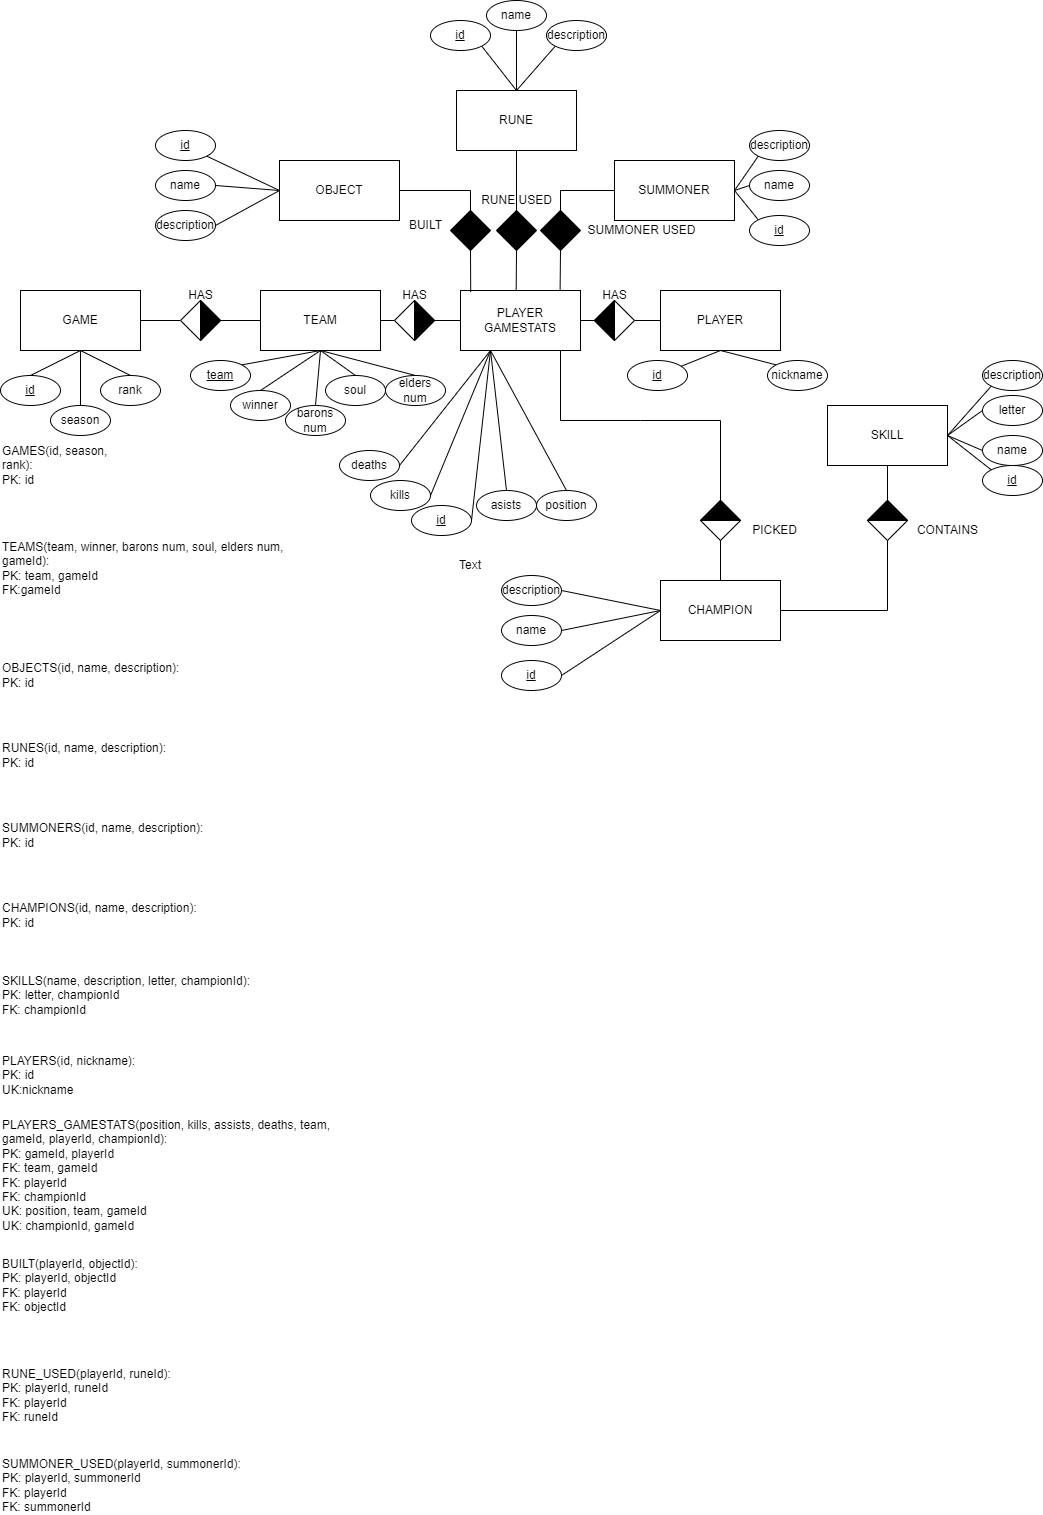 name
id
description
RUNE
id
name
description
OBJECT
SUMMONER
description
name
id
BUILT
RUNE USED
SUMMONER USED
GAME
HAS
TEAM
HAS
PLAYER
GAMESTATS
HAS
PLAYER
id
season
rank
team
winner
barons
num
soul
elders
num
id
nickname
deaths
kills
id
asists
position
SKILL
description
letter
name
id
PICKED
CONTAINS
Text
CHAMPION
description
name
id
GAMES(id, season,
rank):
PK: id
TEAMS(team, winner, barons num, soul, elders num,
gameId):
PK: team, gameId
FK:gameId
OBJECTS(id, name, description):
PK: id
RUNES(id, name, description):
PK: id
SUMMONERS(id, name, description):
PK: id
CHAMPIONS(id, name, description):
PK: id
SKILLS(name, description, letter, championId):
PK: letter, championId
FK: championId
PLAYERS(id, nickname):
PK: id
UK:nickname
PLAYERS_GAMESTATS(position, kills, assists, deaths, team,
gameId, playerId, championId):
PK: gameId, playerId
FK: team, gameId
FK: playerId
FK: championId
UK: position, team, gameId
UK: championId, gameId
BUILT(playerId, objectId):
PK: playerId, objectId
FK: playerId
FK: objectId
RUNE_USED(playerId, runeId):
PK: playerId, runeId
FK: playerId
FK: runeId
SUMMONER_USED(playerId, summonerId):
PK: playerId, summonerId
FK: playerId
FK: summonerId